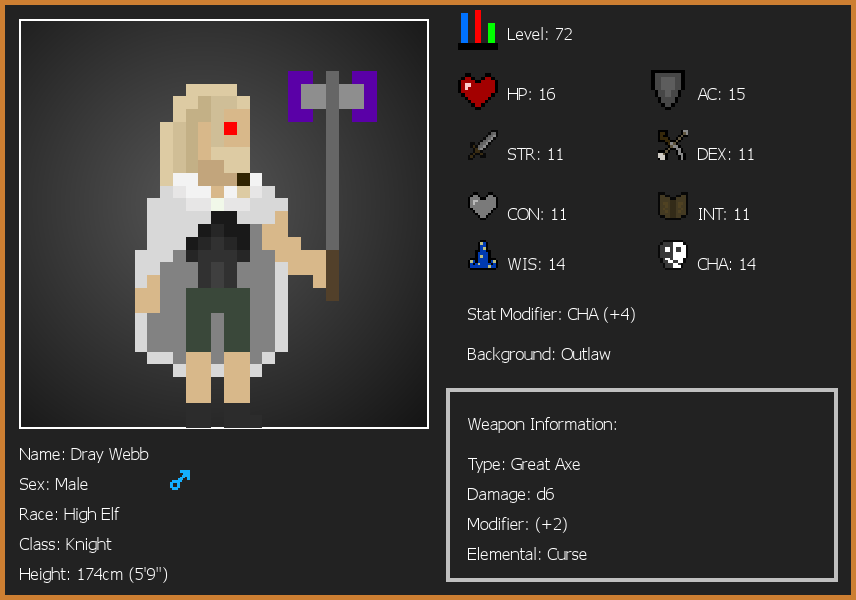 Level: 72
HP: 16
AC: 15
STR: 11
DEX: 11
CON: 11
INT: 11
WIS: 14
CHA: 14
Stat Modifier: CHA (+4)
Background: Outlaw
Weapon Information:
Type: Great Axe
Damage: d6
Modifier: (+2)
Elemental: Curse
Name: Dray Webb
Sex: Male
Race: High Elf
Class: Knight
Height: 174cm (5'9")